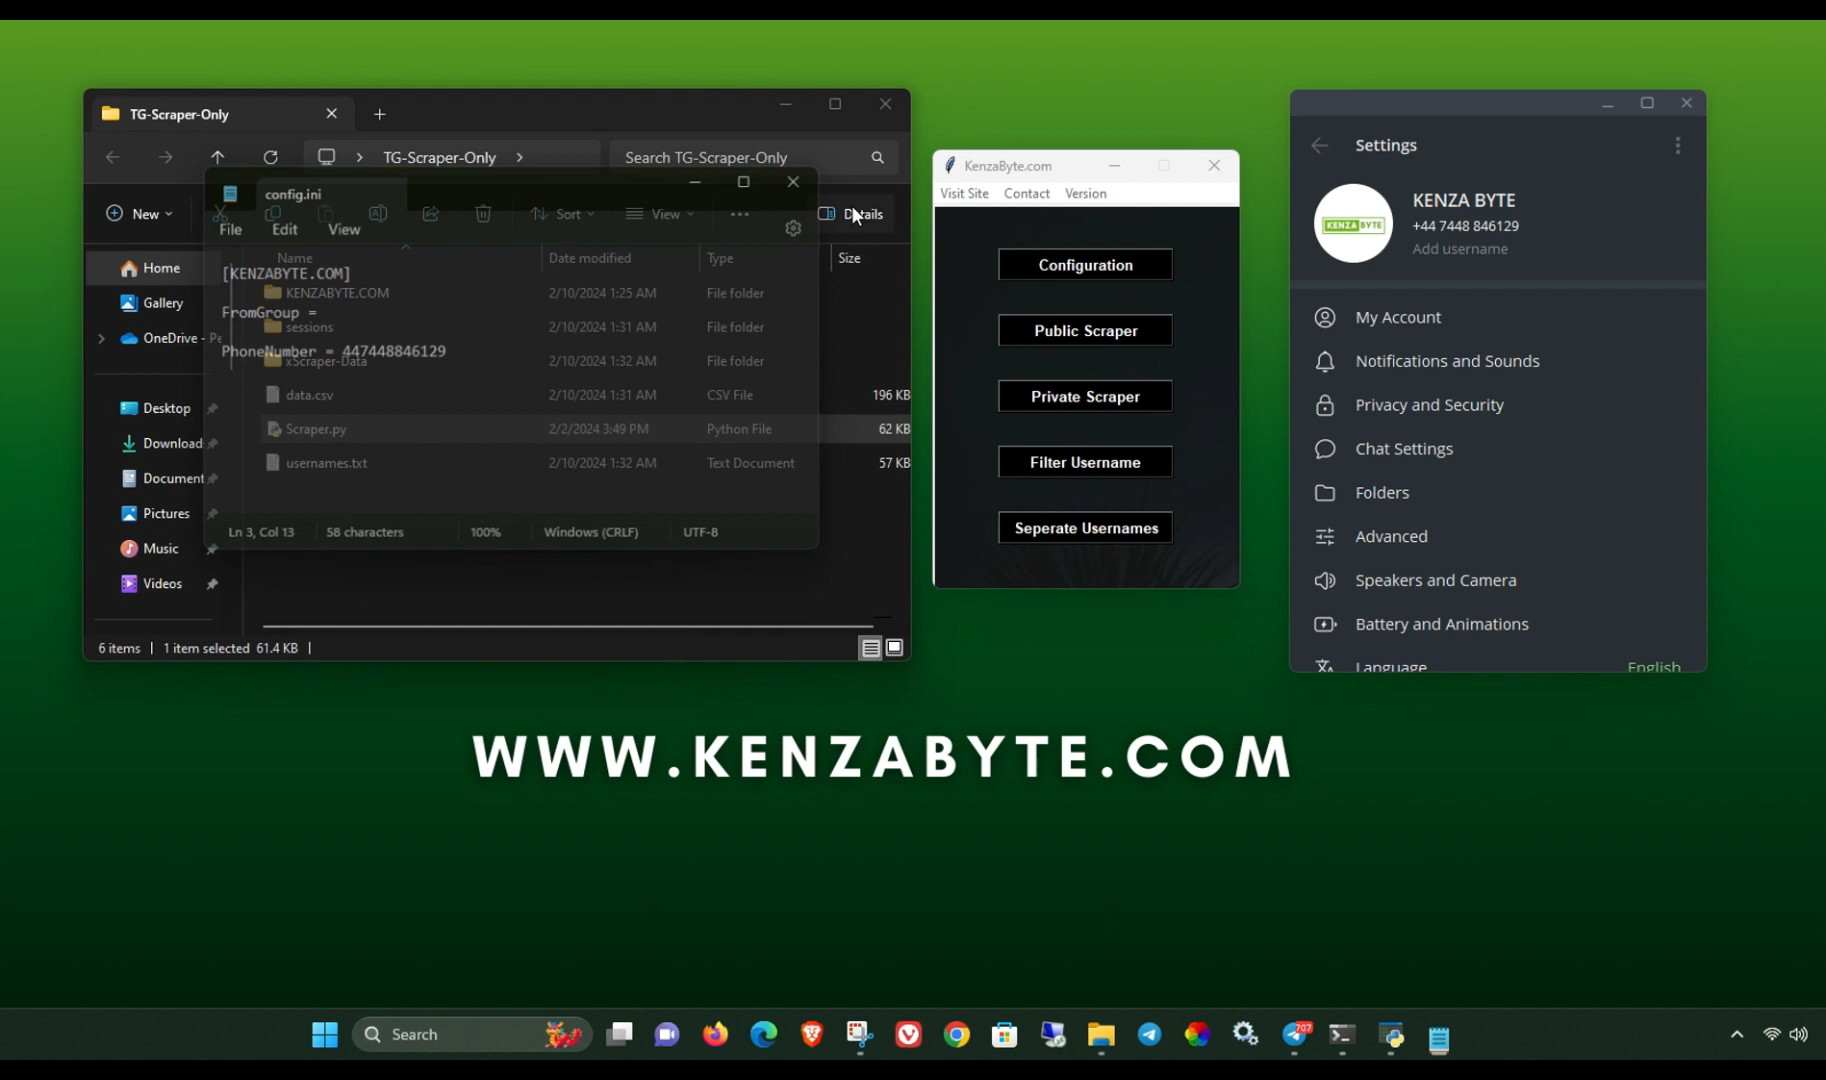 TG-Scraper-Only
TG-Scraper-Only
Search TG-Scraper-Only
config.ini
New
Sort
View
Details
File
Edit
View
Name
Date modified
Type
Size
[KENZABYTE.COM]
FromGroup =
PhoneNumber = 447448846129
KENZABYTE.COM
2/10/2024 1:25 AM
File folder
sessions
2/10/2024 1:31 AM
File folder
xScraper-Data
2/10/2024 1:32 AM
File folder
data.csv
2/10/2024 1:31 AM
CSV File
196 KB
Scraper.py
2/2/2024 3:49 PM
Python File
62 KB
usernames.txt
2/10/2024 1:32 AM
Text Document
57 KB
Home
Gallery
OneDrive - Pe
Desktop
Download
Document
Pictures
Music
Videos
Ln 3, Col 13
58 characters
100%
Windows (CRLF)
UTF-8
6 items
1 item selected 61.4 KB
KenzaByte.com
Visit Site
Contact
Version
Configuration
Public Scraper
Private Scraper
Filter Username
Seperate Usernames
Settings
KENZA BYTE
KENZA BYTE
+44 7448 846129
Add username
My Account
Notifications and Sounds
Privacy and Security
Chat Settings
Folders
Advanced
Speakers and Camera
Battery and Animations
Language
English
WWW.KENZABYTE.COM
Search
707